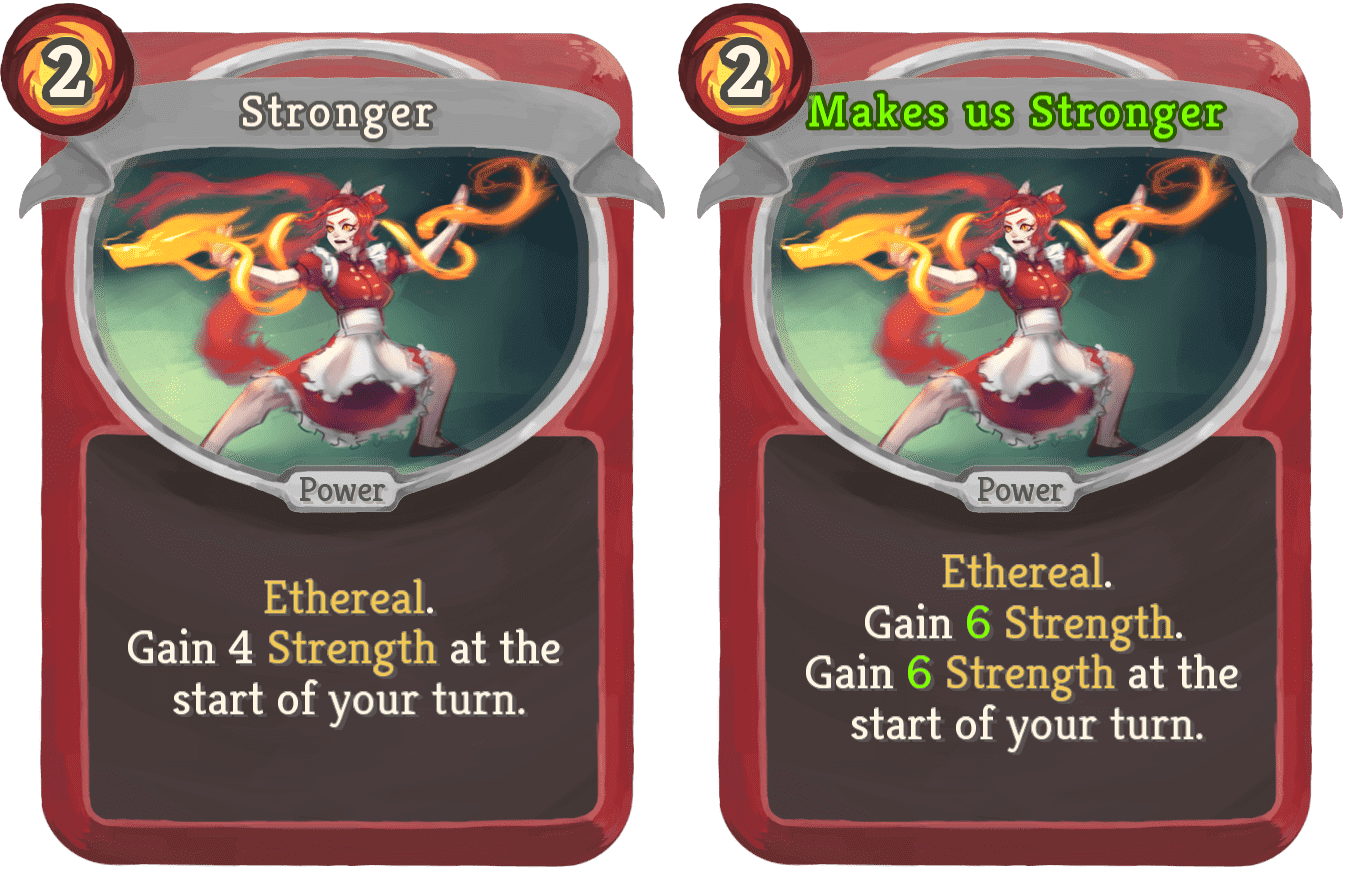 2
Stronger
Power
Ethereal.
Gain 4 Strength at the
start of your turn.
2
Makes us Stronger
Power
Ethereal.
Gain 6 Strength.
Gain 6 Strength at the
start of your turn.